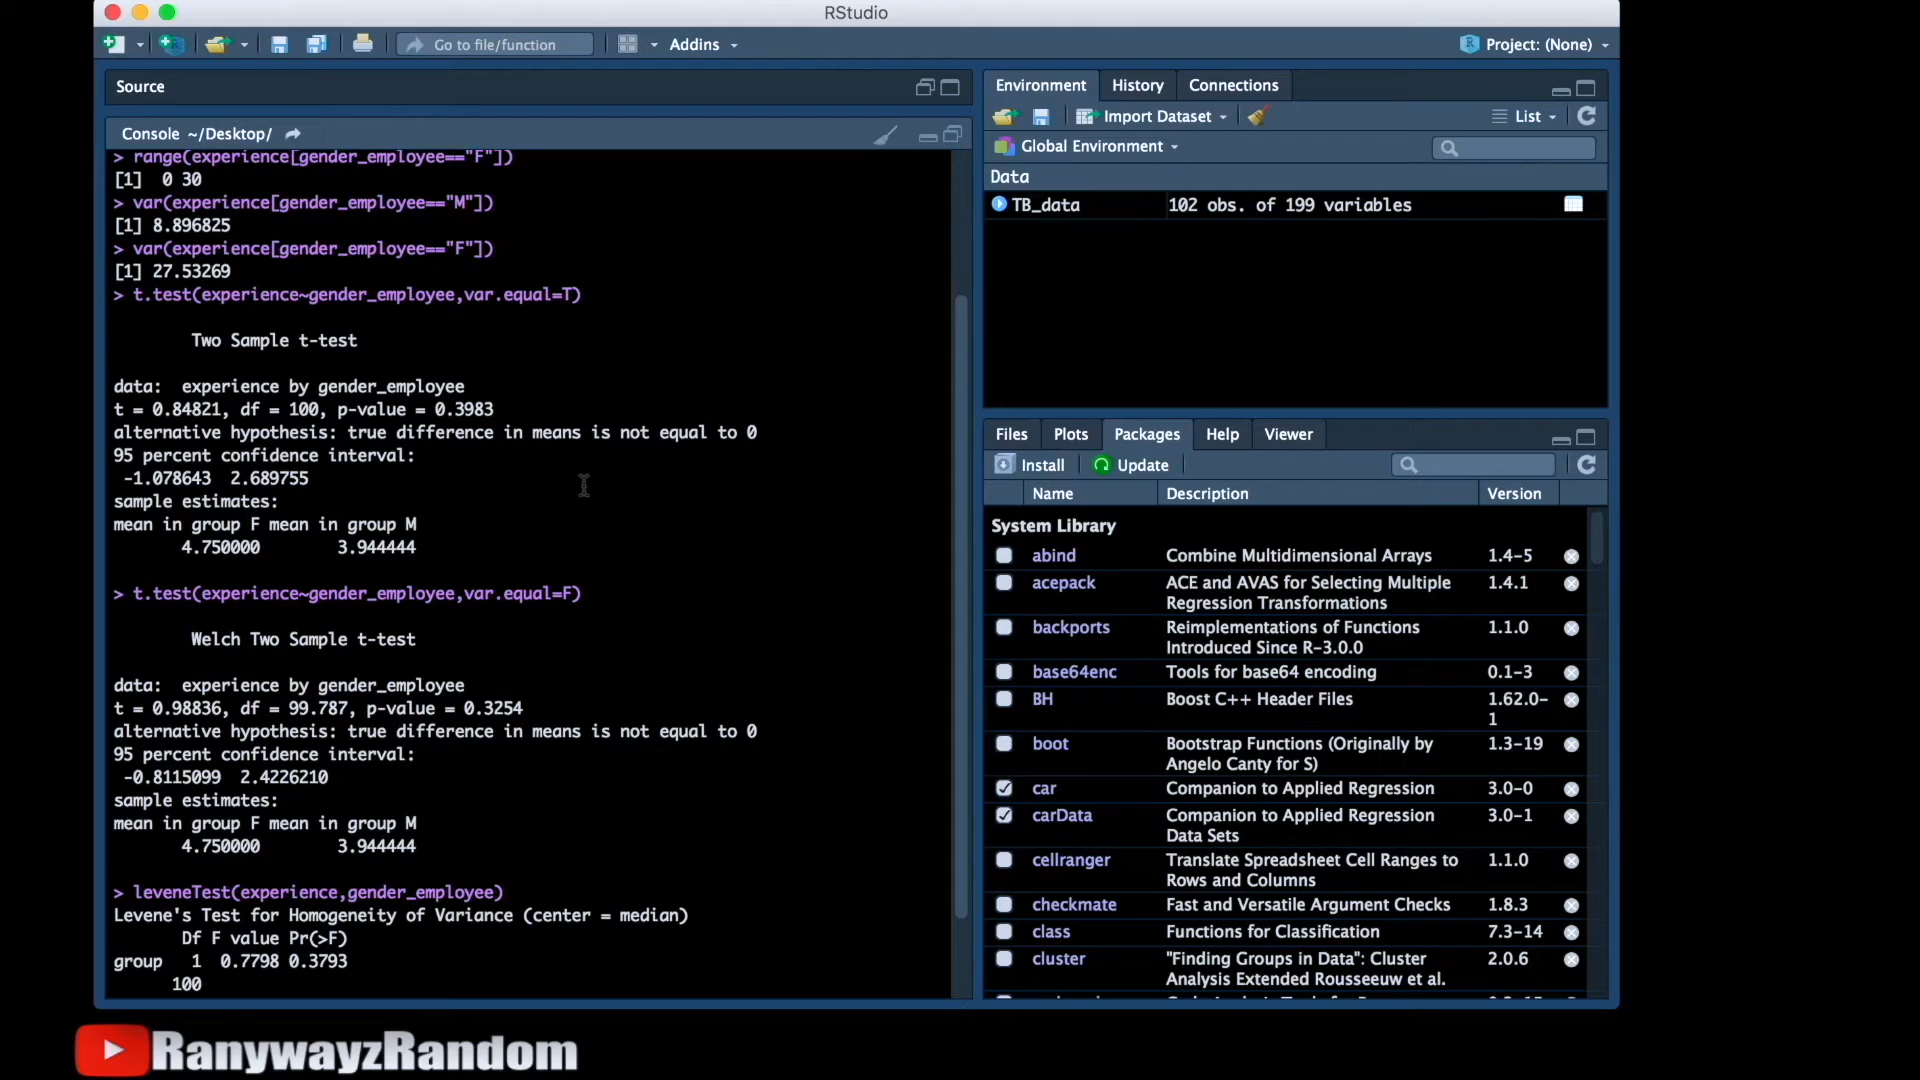 RStudio
Go to file/function
Addins
Project: (None)
Source
Console ~/Desktop/
> range(experience[gender_employee=="F"])
[1]  0 30
> var(experience[gender_employee=="M"])
[1] 8.896825
> var(experience[gender_employee=="F"])
[1] 27.53269
> t.test(experience~gender_employee,var.equal=T)
Two Sample t-test
data:  experience by gender_employee
t = 0.84821, df = 100, p-value = 0.3983
alternative hypothesis: true difference in means is not equal to 0
95 percent confidence interval:
-1.078643  2.689755
sample estimates:
mean in group F mean in group M
4.750000        3.944444
> t.test(experience~gender_employee,var.equal=F)
Welch Two Sample t-test
data:  experience by gender_employee
t = 0.98836, df = 99.787, p-value = 0.3254
alternative hypothesis: true difference in means is not equal to 0
95 percent confidence interval:
-0.8115099  2.4226210
sample estimates:
mean in group F mean in group M
4.750000        3.944444
> leveneTest(experience,gender_employee)
Levene's Test for Homogeneity of Variance (center = median)
Df F value Pr(>F)
group   1  0.7798 0.3793
100
Environment History Connections
Import Dataset
List
Global Environment
Data
TB_data 102 obs. of 199 variables
Files Plots Packages Help Viewer
Install Update
Name Description Version
System Library
abind Combine Multidimensional Arrays 1.4-5
acepack ACE and AVAS for Selecting Multiple 1.4.1
Regression Transformations
backports Reimplementations of Functions 1.1.0
Introduced Since R-3.0.0
base64enc Tools for base64 encoding 0.1-3
BH Boost C++ Header Files 1.62.0-
1
boot Bootstrap Functions (Originally by 1.3-19
Angelo Canty for S)
car Companion to Applied Regression 3.0-0
carData Companion to Applied Regression 3.0-1
Data Sets
cellranger Translate Spreadsheet Cell Ranges to 1.1.0
Rows and Columns
checkmate Fast and Versatile Argument Checks 1.8.3
class Functions for Classification 7.3-14
cluster "Finding Groups in Data": Cluster 2.0.6
Analysis Extended Rousseeuw et al.
RanywayzRandom